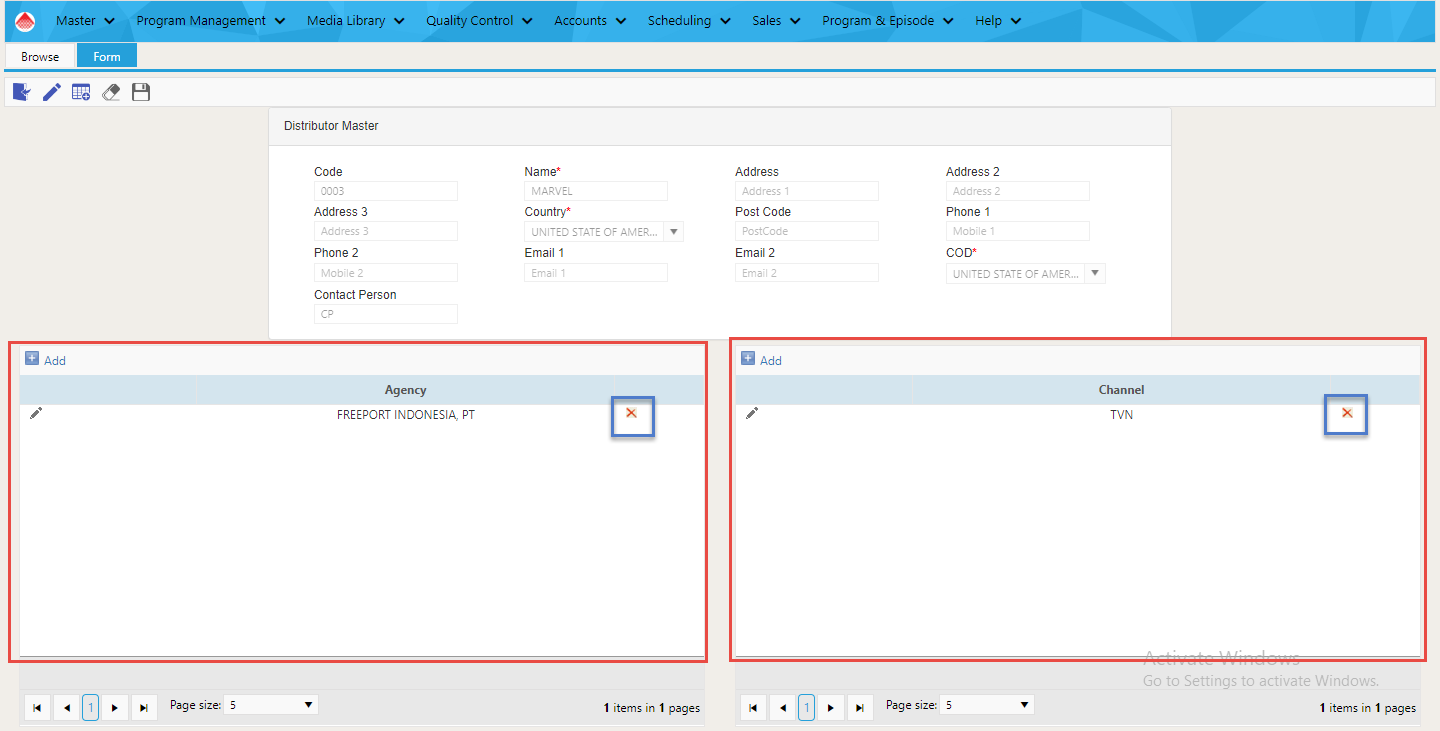 Master Program Management Media Library Quality Control Accounts Scheduling Sales Program & Episode Help
Browse Form
Distributor Master
Code Name* Address Address 2
0003 MARVEL Address 1 Address 2
Address 3 Country* Post Code Phone 1
Address 3 UNITED STATE OF AMER... PostCode Mobile 1
Phone 2 Email 1 Email 2 COD*
Mobile 2 Email 1 Email 2 UNITED STATE OF AMER...
Contact Person
CP
Add
Agency
FREEPORT INDONESIA, PT
1 Page size: 5 1 items in 1 pages
Add
Channel
TVN
Activate Windows
Go to Settings to activate Windows.
1 Page size: 5 1 items in 1 pages